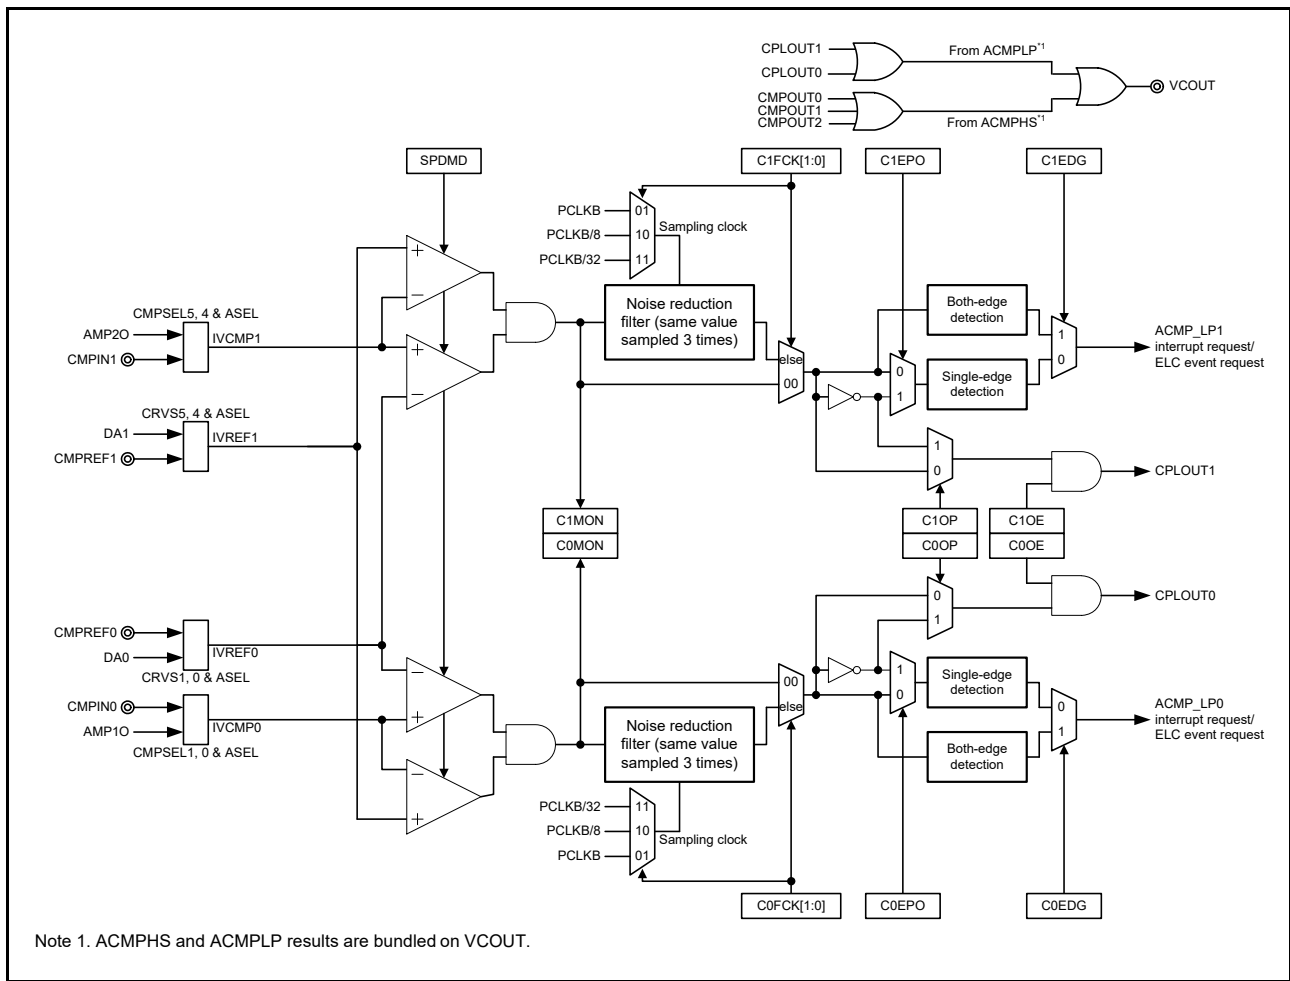 CPLOUT1
CPLOUT0
From ACMPLP*1
VCOUT
CMPOUT0
CMPOUT1
CMPOUT2
From ACMPHS*1
SPDMD
C1FCK[1:0]
C1EPO
C1EDG
PCLKB
01
PCLKB/8
10
PCLKB/32
11
Sampling clock
+
−
+
−
CMPSEL5, 4 & ASEL
AMP2O
CMPIN1
IVCMP1
CRVS5, 4 & ASEL
DA1
CMPREF1
IVREF1
Noise reduction
filter (same value
sampled 3 times)
else
00
0
1
Both-edge
detection
Single-edge
detection
1
0
ACMP_LP1
interrupt request/
ELC event request
1
0
CPLOUT1
C1MON
C0MON
C1OP
C0OP
C1OE
C0OE
0
1
CPLOUT0
CMPREF0
DA0
IVREF0
CRVS1, 0 & ASEL
CMPIN0
AMP1O
IVCMP0
CMPSEL1, 0 & ASEL
−
+
−
+
00
else
Noise reduction
filter (same value
sampled 3 times)
1
0
Single-edge
detection
Both-edge
detection
0
1
ACMP_LP0
interrupt request/
ELC event request
PCLKB/32
11
PCLKB/8
10
PCLKB
01
Sampling clock
C0FCK[1:0]
C0EPO
C0EDG
Note 1. ACMPHS and ACMPLP results are bundled on VCOUT.